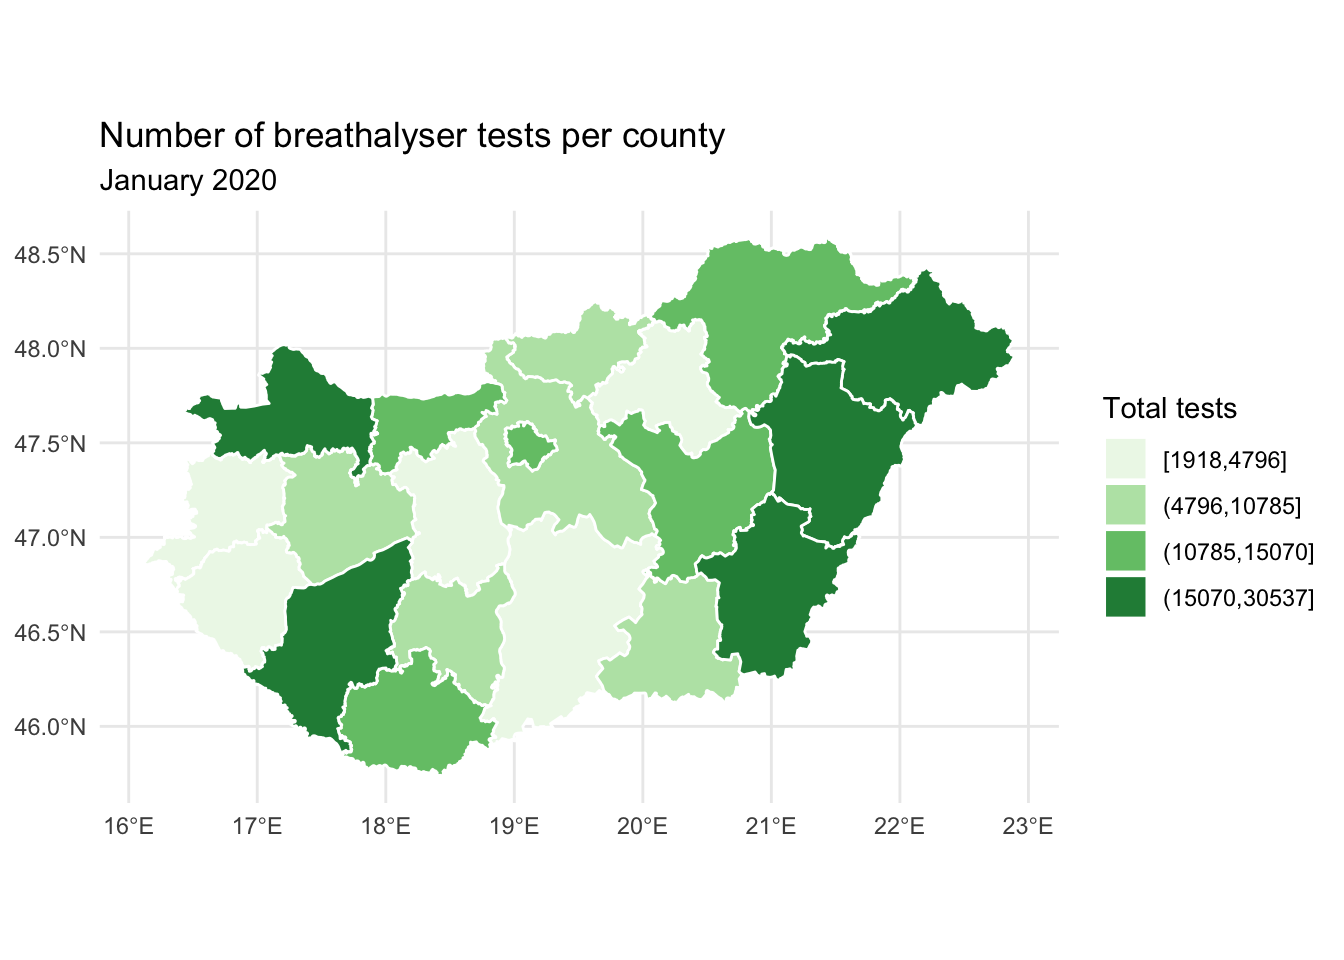 Number of breathalyser tests per county
January 2020
48.5°N
48.0°N
47.5°N
47.0°N
46.5°N
46.0°N
16°E 17°E 18°E 19°E 20°E 21°E 22°E 23°E
Total tests
[1918,4796]
(4796,10785]
(10785,15070]
(15070,30537]